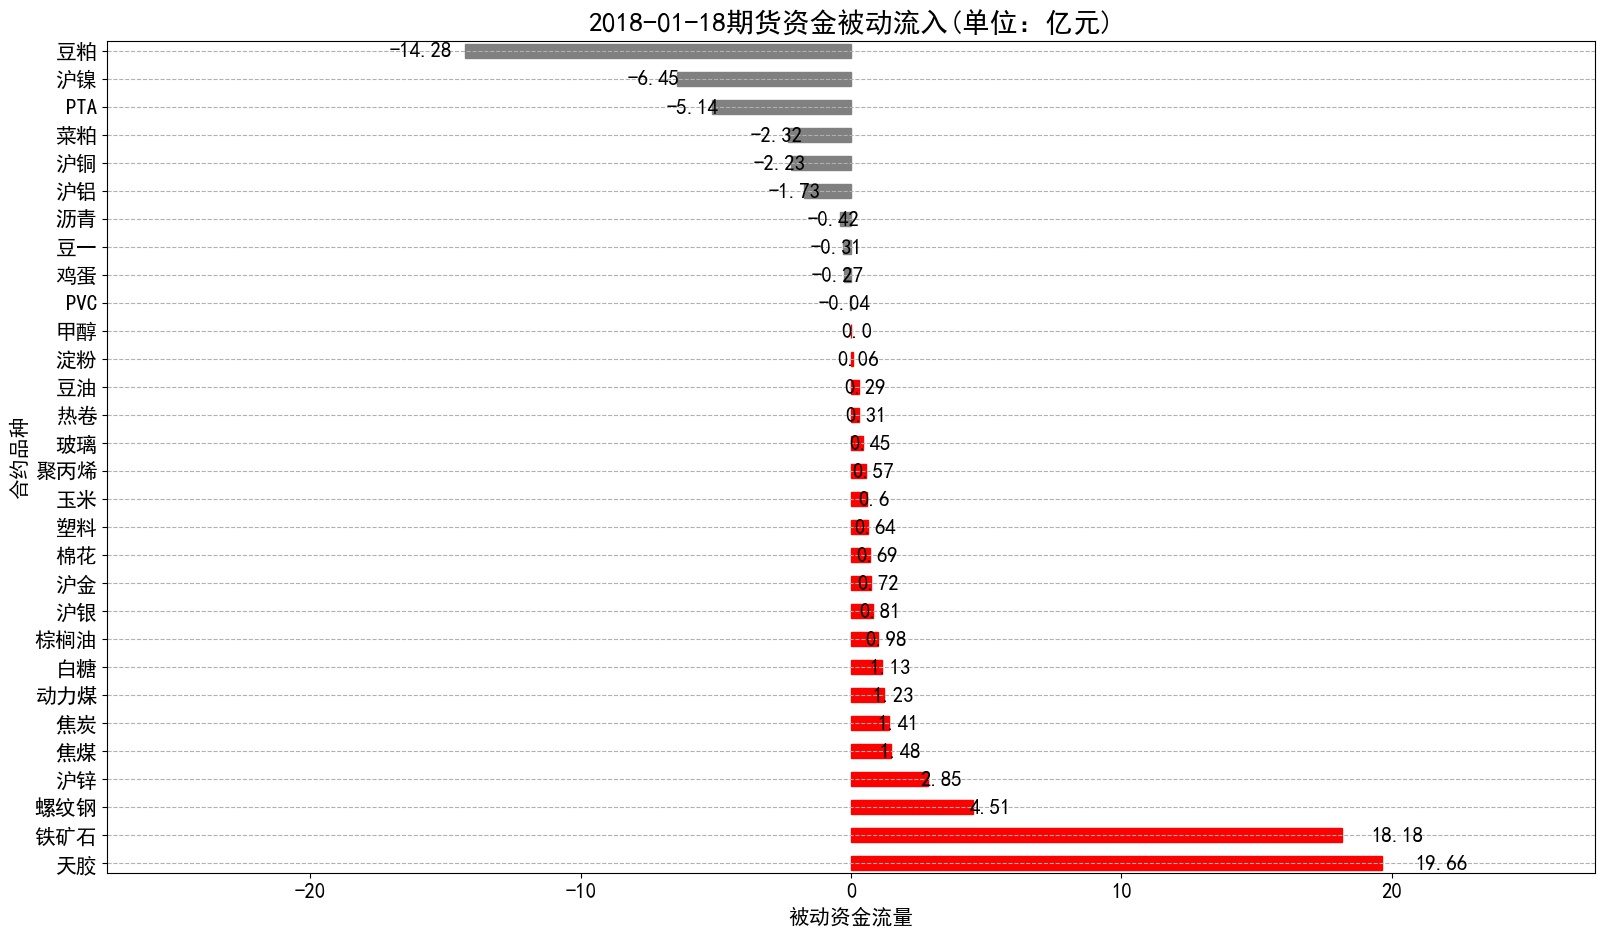 2018-01-18期货资金被动流入(单位：亿元)
豆粕 -14.28
沪镍 -6.45
PTA -5.14
菜粕 -2.32
沪铜 -2.23
沪铝 -1.73
沥青 -0.42
豆一 -0.31
鸡蛋 -0.27
PVC -0.04
甲醇 0.0
淀粉 0.06
豆油 0.29
热卷 0.31
玻璃 0.45
聚丙烯 0.57
玉米 0.6
塑料 0.64
棉花 0.69
沪金 0.72
沪银 0.81
棕榈油 0.98
白糖 1.13
动力煤 1.23
焦炭 1.41
焦煤 1.48
沪锌 2.85
螺纹钢 4.51
铁矿石 18.18
天胶 19.66
合约品种
-20 -10 0 10 20
被动资金流量